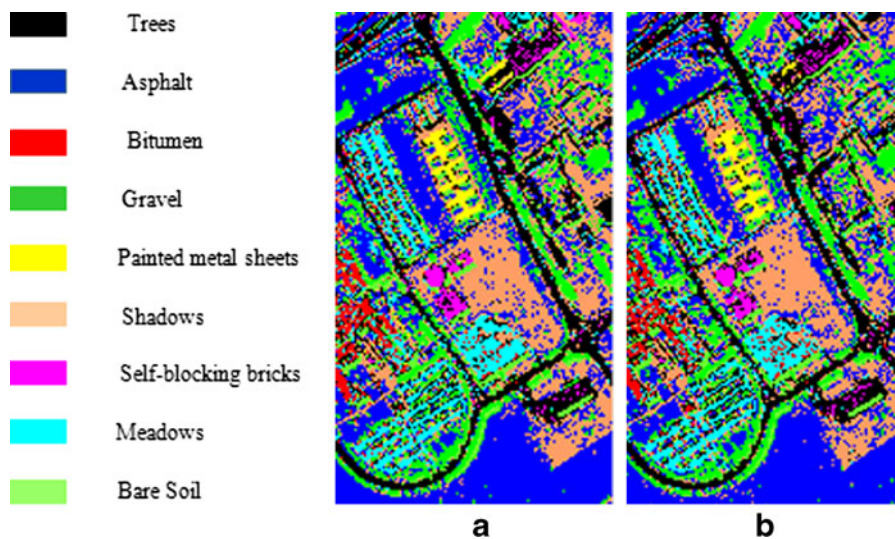 Trees
Asphalt
Bitumen
Gravel
Painted metal sheets
Shadows
Self-blocking bricks
Meadows
Bare Soil
a
b